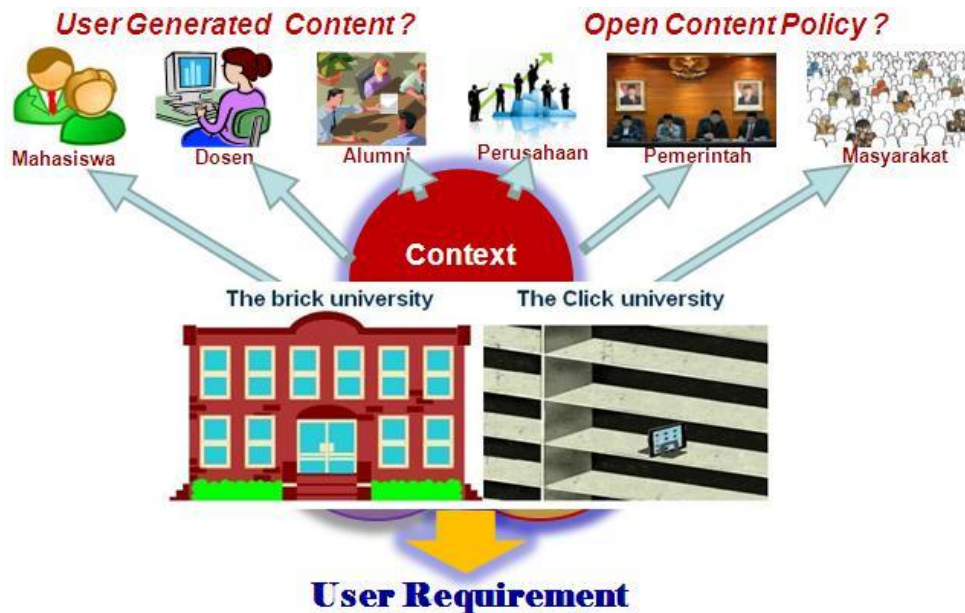 User Generated Content ?
Open Content Policy ?
Mahasiswa
Dosen
Alumni
Perusahaan
Pemerintah
Masyarakat
Context
The brick university
The Click university
User Requirement